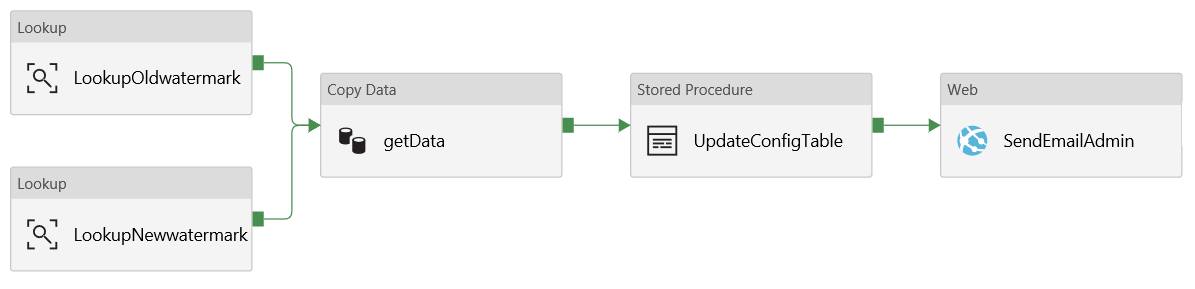 Lookup
LookupOldwatermark
Lookup
LookupNewwatermark
Copy Data
getData
Stored Procedure
UpdateConfigTable
Web
SendEmailAdmin